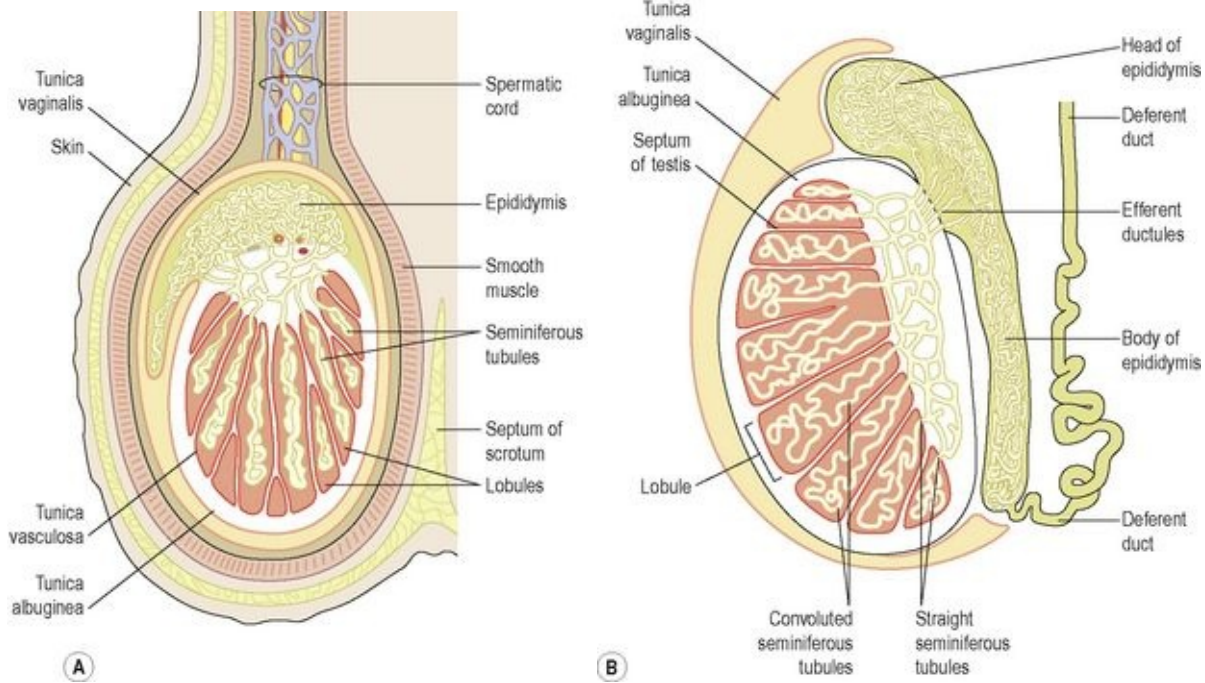 Tunica
vaginalis
Skin
Tunica
vasculosa
Tunica
albuginea
Spermatic
cord
Epididymis
Smooth
muscle
Seminiferous
tubules
Septum of
scrotum
Lobules
A
Tunica
vaginalis
Tunica
albuginea
Septum
of testis
Lobule
Head of
epididymis
Deferent
duct
Efferent
ductules
Body of
epididymis
Deferent
duct
Convoluted
seminiferous
tubules
Straight
seminiferous
tubules
B